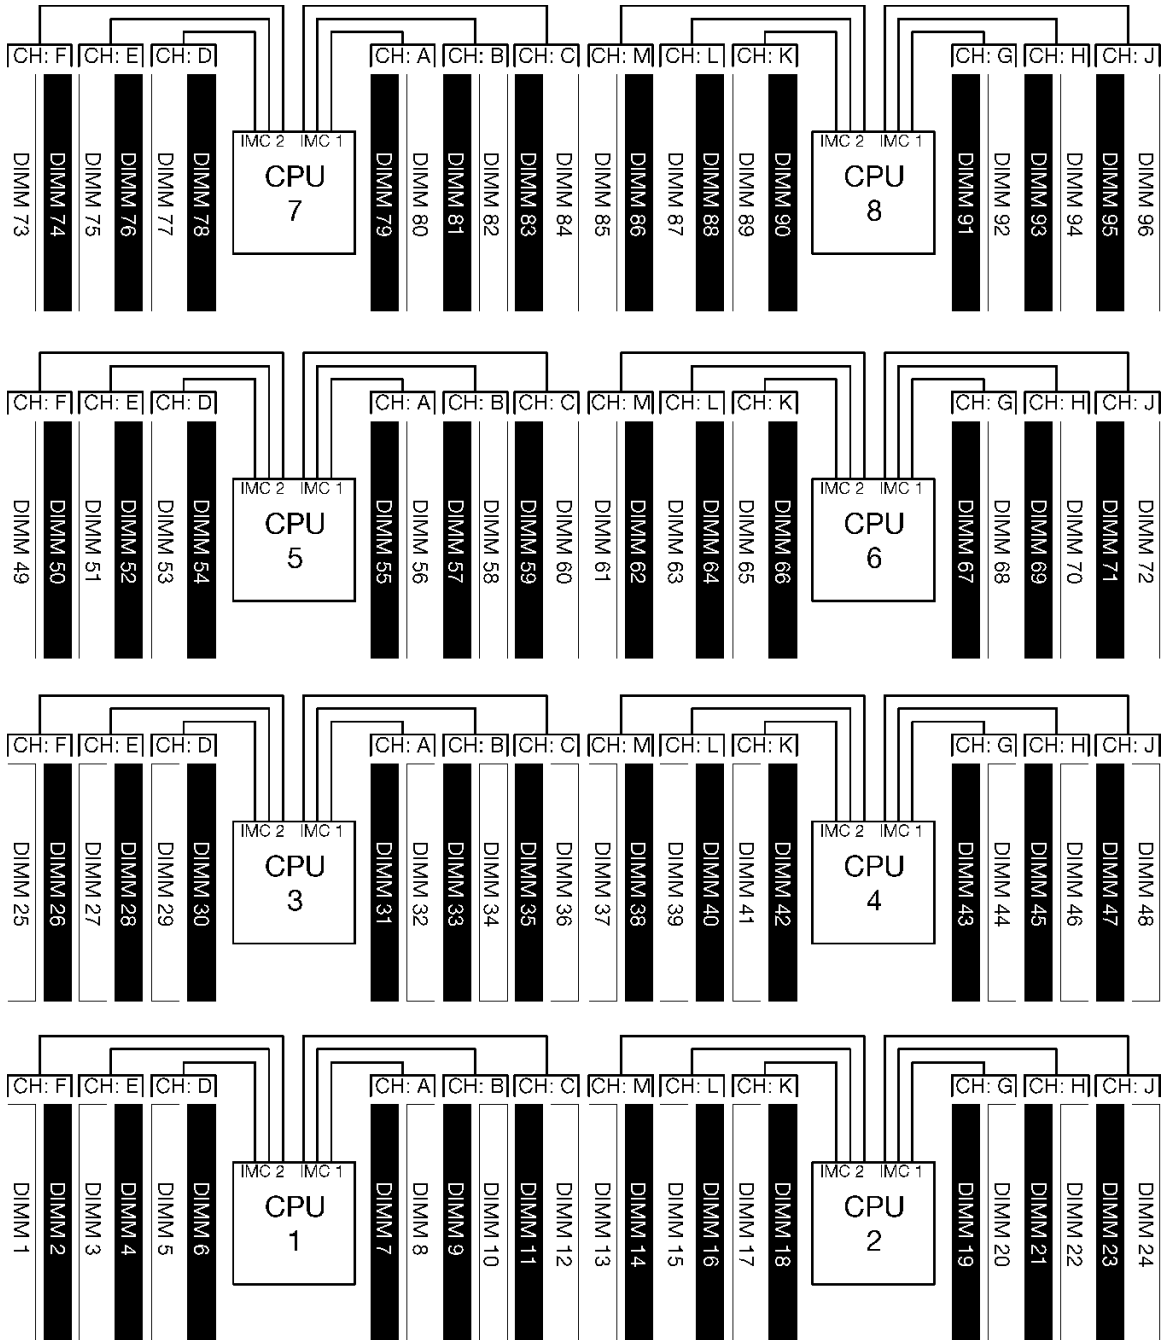 CH: F CH: E CH: D CH: A CH: B CH: C CH: M CH: L CH: K CH: G CH: H CH: J
IMC 2 IMC 1 IMC 2 IMC 1
CPU 7 CPU 8
DIMM 73 DIMM 74 DIMM 75 DIMM 76 DIMM 77 DIMM 78 DIMM 79 DIMM 80 DIMM 81 DIMM 82 DIMM 83 DIMM 84 DIMM 85 DIMM 86 DIMM 87 DIMM 88 DIMM 89 DIMM 90 DIMM 91 DIMM 92 DIMM 93 DIMM 94 DIMM 95 DIMM 96
CH: F CH: E CH: D CH: A CH: B CH: C CH: M CH: L CH: K CH: G CH: H CH: J
IMC 2 IMC 1 IMC 2 IMC 1
CPU 5 CPU 6
DIMM 49 DIMM 50 DIMM 51 DIMM 52 DIMM 53 DIMM 54 DIMM 55 DIMM 56 DIMM 57 DIMM 58 DIMM 59 DIMM 60 DIMM 61 DIMM 62 DIMM 63 DIMM 64 DIMM 65 DIMM 66 DIMM 67 DIMM 68 DIMM 69 DIMM 70 DIMM 71 DIMM 72
CH: F CH: E CH: D CH: A CH: B CH: C CH: M CH: L CH: K CH: G CH: H CH: J
IMC 2 IMC 1 IMC 2 IMC 1
CPU 3 CPU 4
DIMM 25 DIMM 26 DIMM 27 DIMM 28 DIMM 29 DIMM 30 DIMM 31 DIMM 32 DIMM 33 DIMM 34 DIMM 35 DIMM 36 DIMM 37 DIMM 38 DIMM 39 DIMM 40 DIMM 41 DIMM 42 DIMM 43 DIMM 44 DIMM 45 DIMM 46 DIMM 47 DIMM 48
CH: F CH: E CH: D CH: A CH: B CH: C CH: M CH: L CH: K CH: G CH: H CH: J
IMC 2 IMC 1 IMC 2 IMC 1
CPU 1 CPU 2
DIMM 1 DIMM 2 DIMM 3 DIMM 4 DIMM 5 DIMM 6 DIMM 7 DIMM 8 DIMM 9 DIMM 10 DIMM 11 DIMM 12 DIMM 13 DIMM 14 DIMM 15 DIMM 16 DIMM 17 DIMM 18 DIMM 19 DIMM 20 DIMM 21 DIMM 22 DIMM 23 DIMM 24